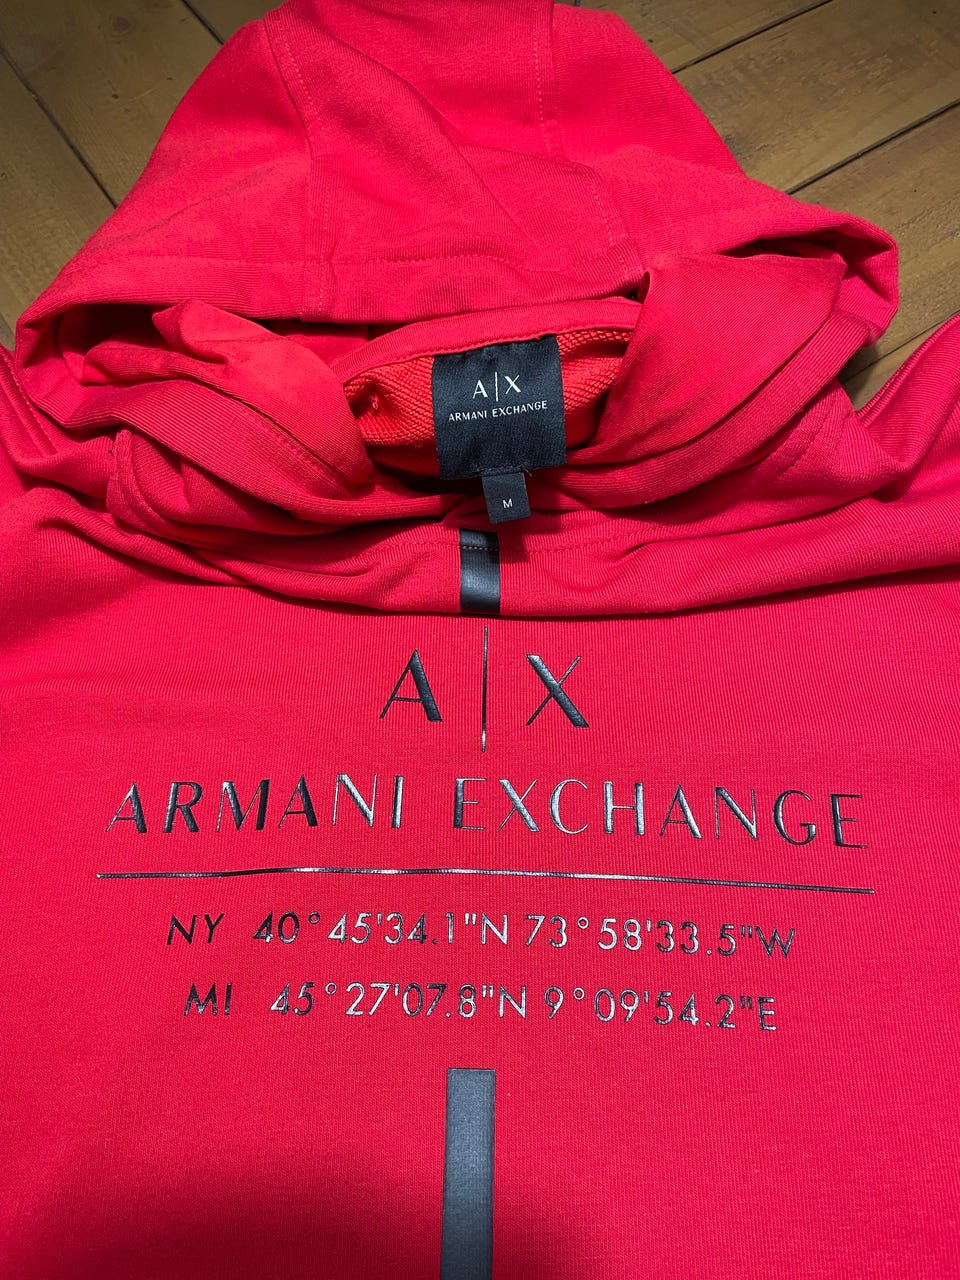 A|X
ARMANI EXCHANGE
M
A|X
ARMANI EXCHANGE
NY 40°45'34.1"N 73°58'33.5"W
MI 45°27'07.8"N 9°09'54.2"E